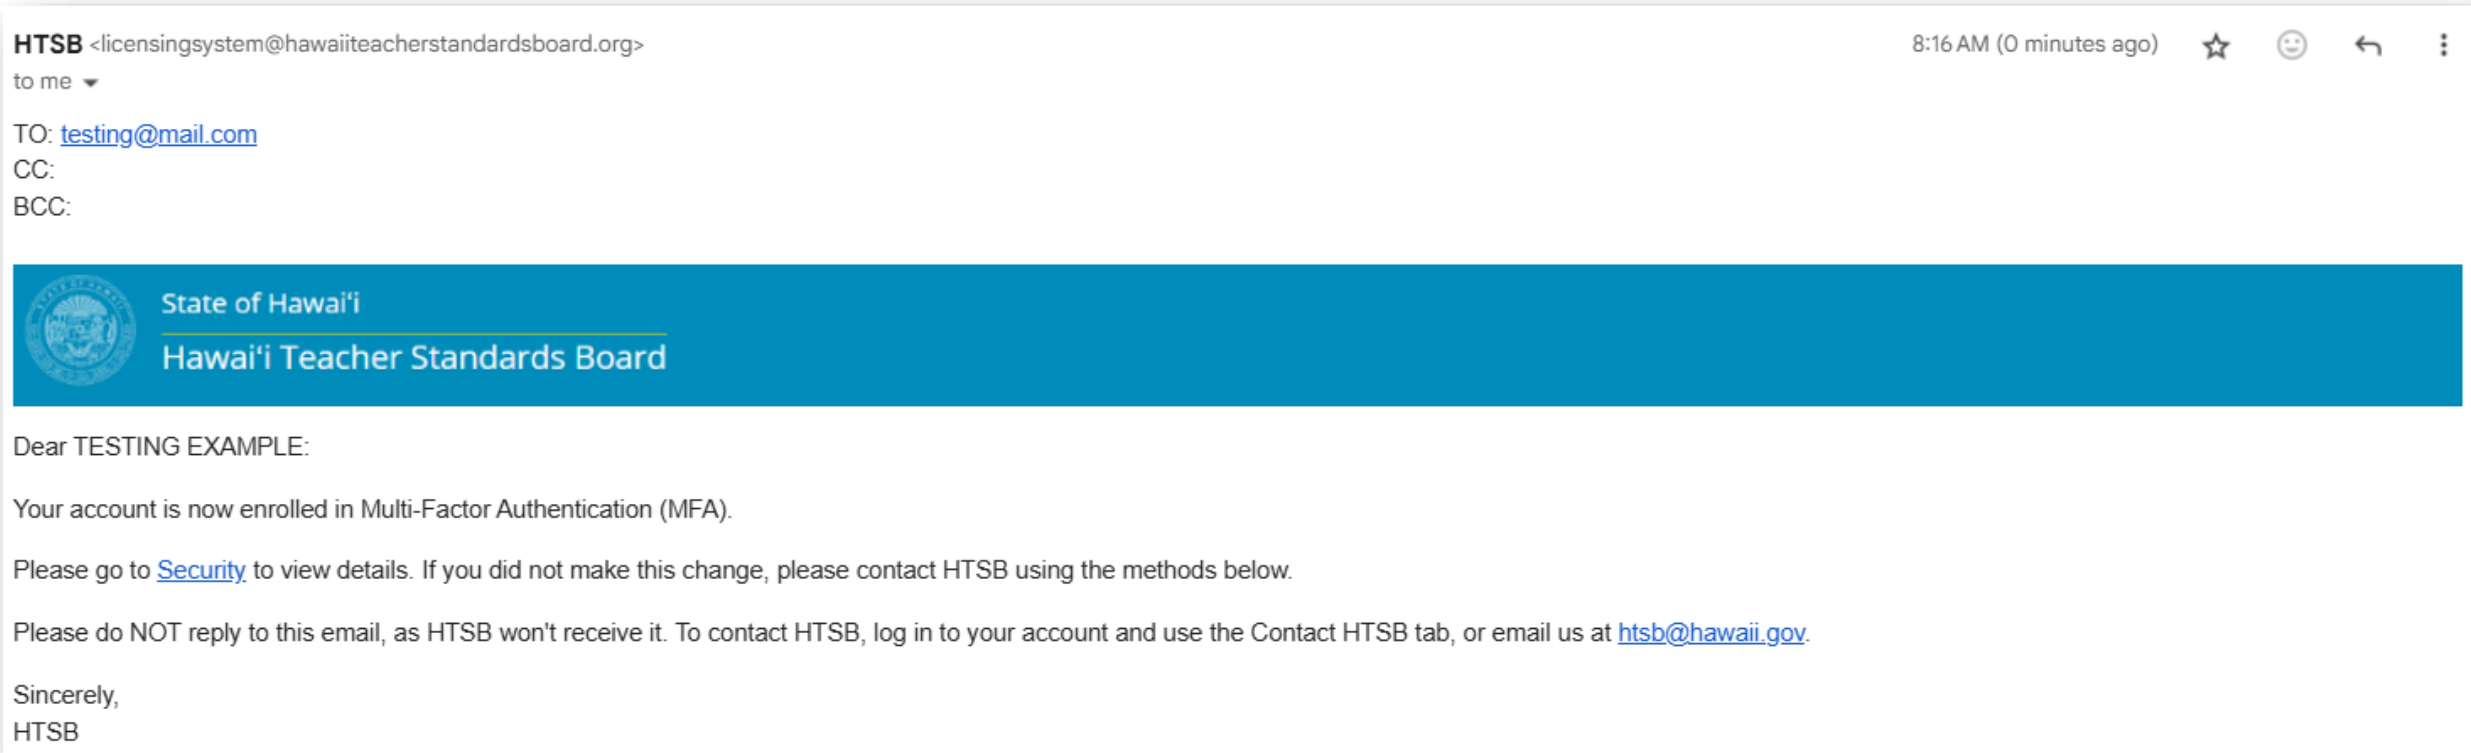 HTSB <licensingsystem@hawaiiteacherstandardsboard.org>
8:16 AM (0 minutes ago)
to me
TO: testing@mail.com
CC:
BCC:
State of Hawaiʻi
Hawaiʻi Teacher Standards Board
Dear TESTING EXAMPLE:
Your account is now enrolled in Multi-Factor Authentication (MFA).
Please go to Security to view details. If you did not make this change, please contact HTSB using the methods below.
Please do NOT reply to this email, as HTSB won't receive it. To contact HTSB, log in to your account and use the Contact HTSB tab, or email us at htsb@hawaii.gov.
Sincerely,
HTSB